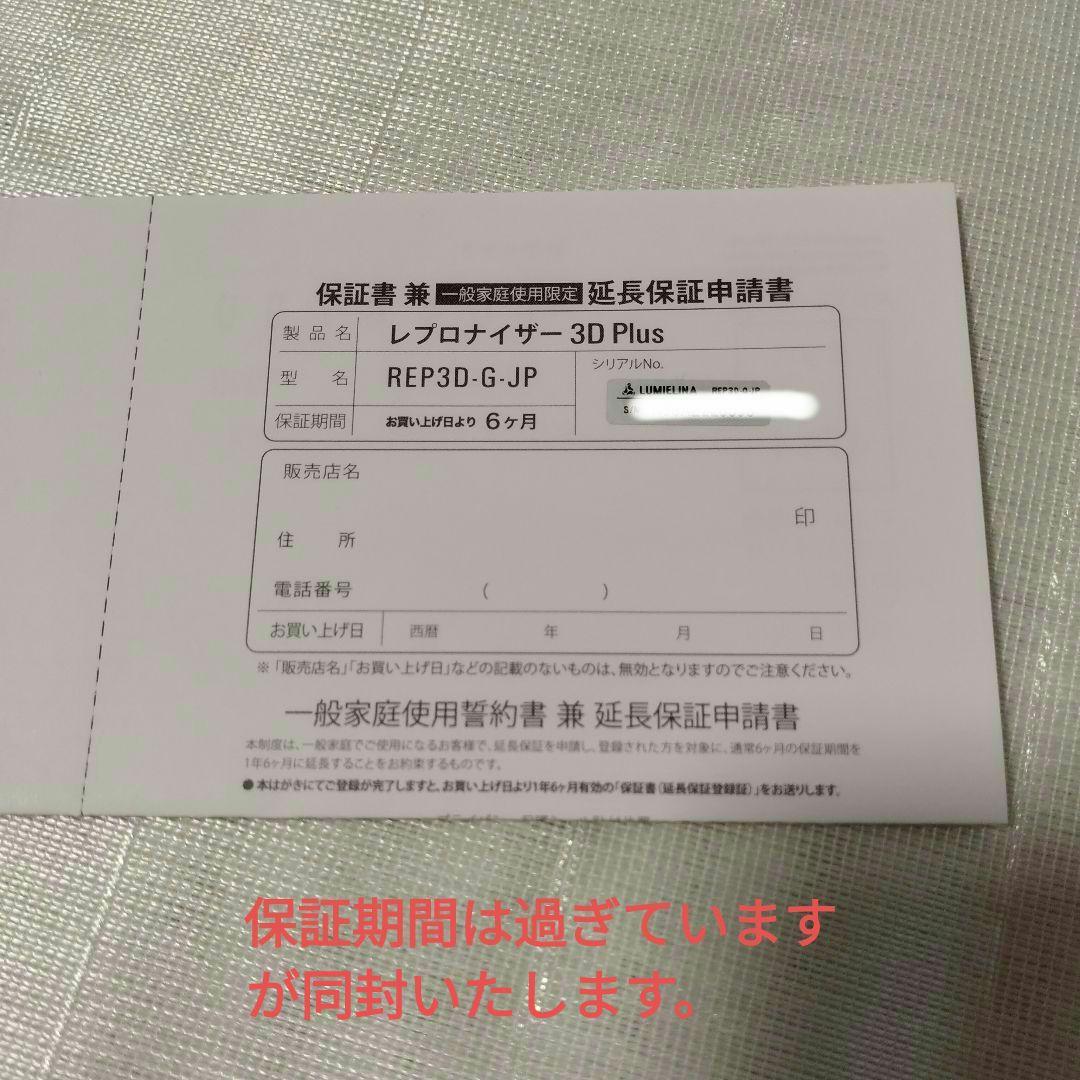 保証書 兼 一般家庭使用限定 延長保証申請書
製品名 レプロナイザー 3D Plus
型名 REP3D-G-JP
シリアルNo.
LUMIELINA REP3D-G-JP
S/N
保証期間 お買い上げ日より 6ヶ月
販売店名
印
住所
電話番号 ( )
お買い上げ日 西暦 年 月 日
※「販売店名」「お買い上げ日」などの記載のないものは、無効となりますのでご注意ください。
一般家庭使用誓約書 兼 延長保証申請書
本制度は、一般家庭でご使用になるお客様で、延長保証を申請し、登録された方を対象に、通常6ヶ月の保証期間を
1年6ヶ月に延長することをお約束するものです。
●本はがきにてご登録が完了しますと、お買い上げ日より1年6ヶ月有効の「保証書（延長保証登録証）」をお送りします。
保証期間は過ぎています
が同封いたします。